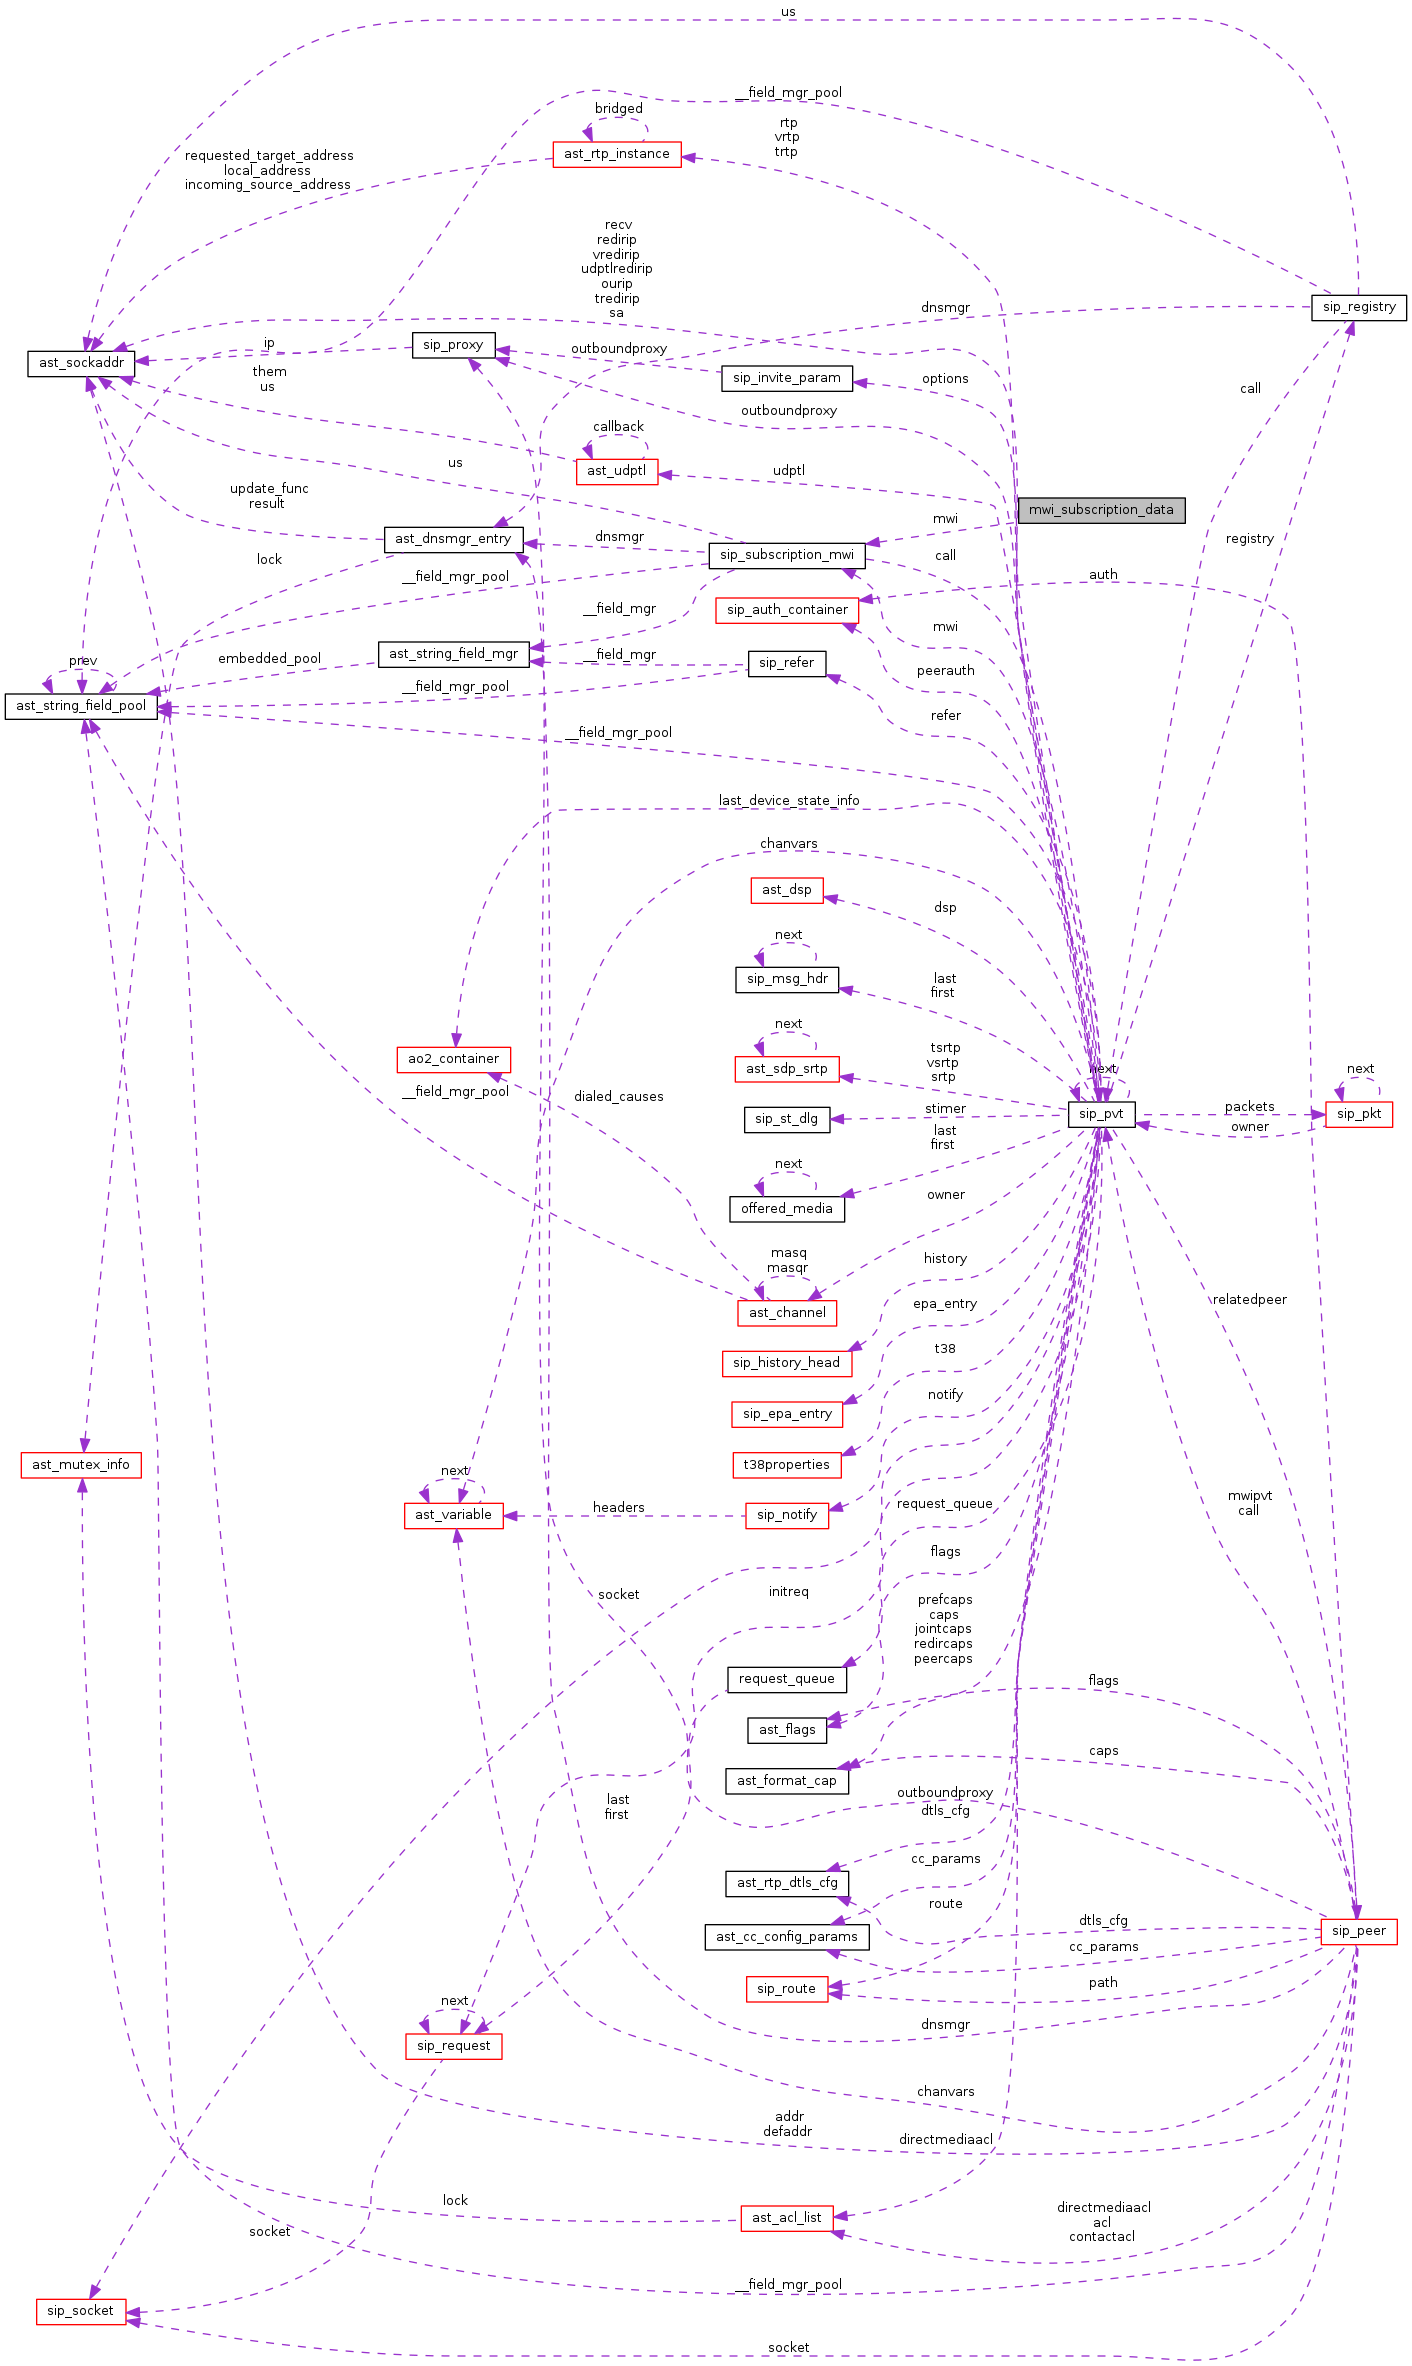 us
__field_mgr_pool
bridged
rtp
vrtp
trtp
ast_rtp_instance
requested_target_address
local_address
incoming_source_address
recv
redirip
vredirip
udptlredirip
ourip
tredirip
sa
dnsmgr
sip_registry
ip
sip_proxy
outboundproxy
ast_sockaddr
them
us
sip_invite_param
options
call
outboundproxy
callback
us
ast_udptl
udptl
update_func
result
mwi_subscription_data
mwi
ast_dnsmgr_entry
dnsmgr
registry
sip_subscription_mwi
call
lock
__field_mgr_pool
auth
__field_mgr
sip_auth_container
mwi
embedded_pool
ast_string_field_mgr
__field_mgr
sip_refer
prev
peerauth
__field_mgr_pool
ast_string_field_pool
refer
__field_mgr_pool
last_device_state_info
chanvars
ast_dsp
dsp
next
sip_msg_hdr
last
first
next
tsrtp
vsrtp
srtp
ao2_container
ast_sdp_srtp
next
next
__field_mgr_pool
dialed_causes
sip_st_dlg
stimer
sip_pvt
packets
sip_pkt
owner
last
first
next
offered_media
owner
masq
masqr
history
ast_channel
epa_entry
relatedpeer
sip_history_head
t38
notify
sip_epa_entry
ast_mutex_info
next
t38properties
mwipvt
call
ast_variable
headers
sip_notify
request_queue
flags
socket
initreq
prefcaps
caps
jointcaps
redircaps
peercaps
request_queue
flags
ast_flags
caps
ast_format_cap
last
first
outboundproxy
dtls_cfg
cc_params
ast_rtp_dtls_cfg
route
dtls_cfg
sip_peer
ast_cc_config_params
cc_params
path
sip_route
next
dnsmgr
sip_request
chanvars
addr
defaddr
directmediaacl
lock
ast_acl_list
directmediaacl
acl
contactacl
socket
__field_mgr_pool
sip_socket
socket